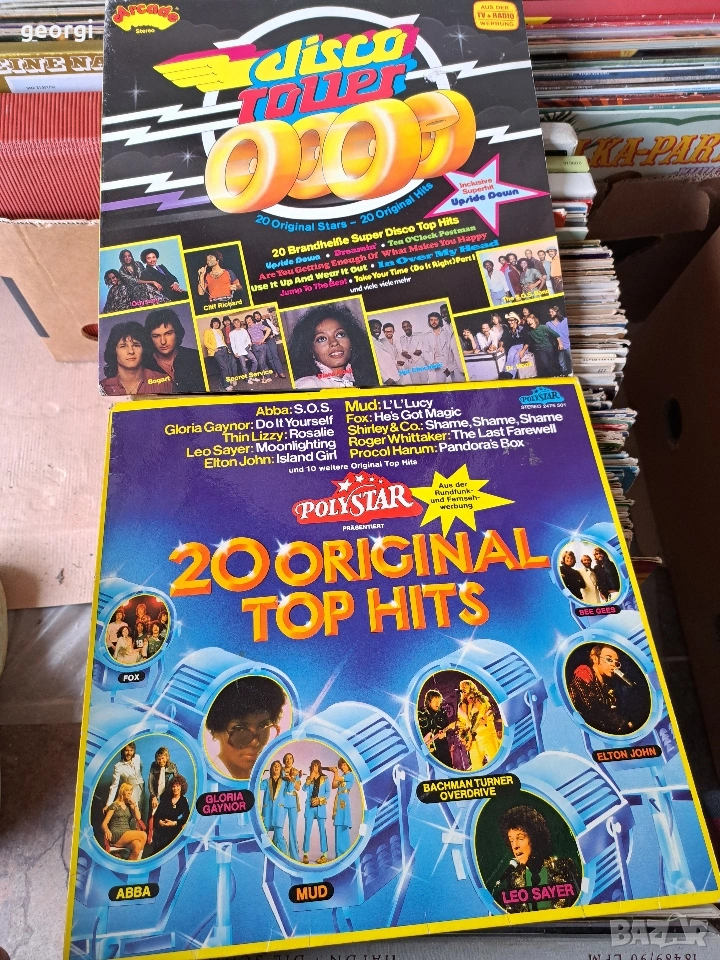 georgi
Arcade
Stereo
AUS DER
TV & RADIO
WERBUNG
disco
roller
20 Original Stars - 20 Original Hits
Inclusive
Superhit
Upside Down
20 Brandheiße Super Disco Top Hits
Upside Down • Dreamin' • Ten O'Clock Postman
Are You Getting Enough Of What Makes You Happy
Use It Up And Wear It Out • In Over My Head
Jump To The Beat • Take Your Time (Do It Right) Part I
und viele viele mehr
Odyssey
Cliff Richard
Bogart
Secret Service
KA-PAR
Abba: S.O.S.
Gloria Gaynor: Do It Yourself
Thin Lizzy: Rosalie
Leo Sayer: Moonlighting
Elton John: Island Girl
Mud: L'L'Lucy
Fox: He's Got Magic
Shirley & Co.: Shame, Shame, Shame
Roger Whittaker: The Last Farewell
Procol Harum: Pandora's Box
und 10 weitere Original Top Hits
POLYSTAR
STEREO 2475 501
POLYSTAR
PRÄSENTIERT
Aus der
Rundfunk-
und Fernseh-
werbung
20 ORIGINAL
TOP HITS
FOX
BEE GEES
GLORIA
GAYNOR
ELTON JOHN
BACHMAN TURNER
OVERDRIVE
ABBA
MUD
LEO SAYER
BAZAR